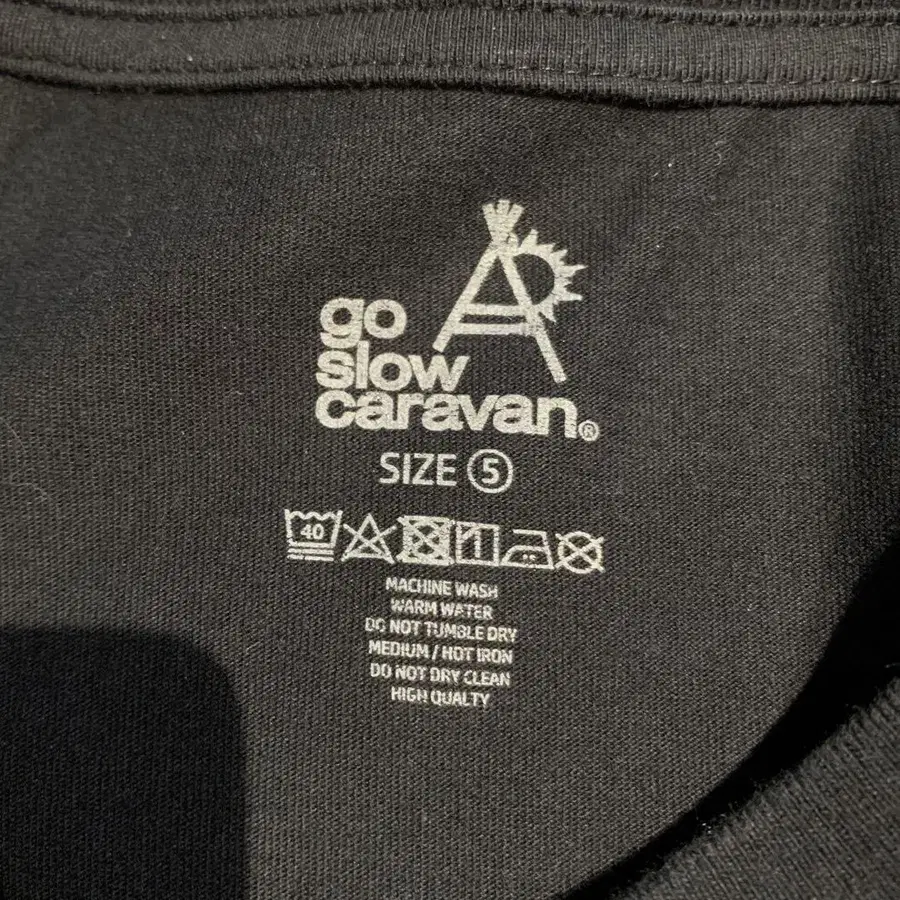 go
slow
caravan®
SIZE 5
40
MACHINE WASH
WARM WATER
DO NOT TUMBLE DRY
MEDIUM / HOT IRON
DO NOT DRY CLEAN
HIGH QUALTY